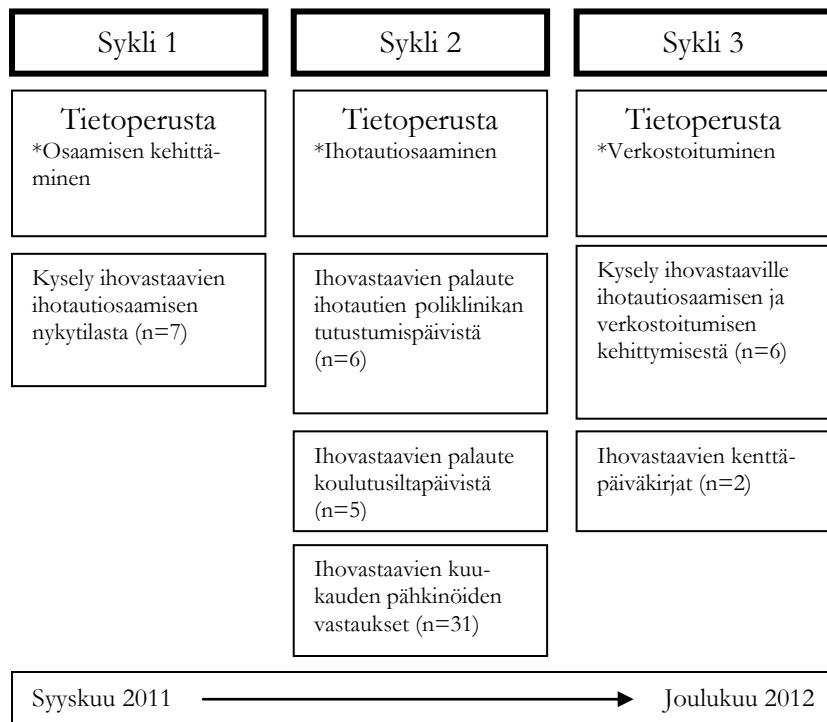 Sykli 1
Tietoperusta
*Osaamisen kehittä-
minen
Kysely ihovastaavien
ihotautiosaamisen
nykytilasta (n=7)
Sykli 2
Tietoperusta
*Ihotautiosaaminen
Ihovastaavien palaute
ihotautien poliklinikan
tutustumispäivistä
(n=6)
Ihovastaavien palaute
koulutusiltapäivistä
(n=5)
Ihovastaavien kuu-
kauden pähkinöiden
vastaukset (n=31)
Sykli 3
Tietoperusta
*Verkostoituminen
Kysely ihovastaaville
ihotautiosaamisen ja
verkostoitumisen
kehittymisestä (n=6)
Ihovastaavien kenttä-
päiväkirjat (n=2)
Syyskuu 2011 Joulukuu 2012